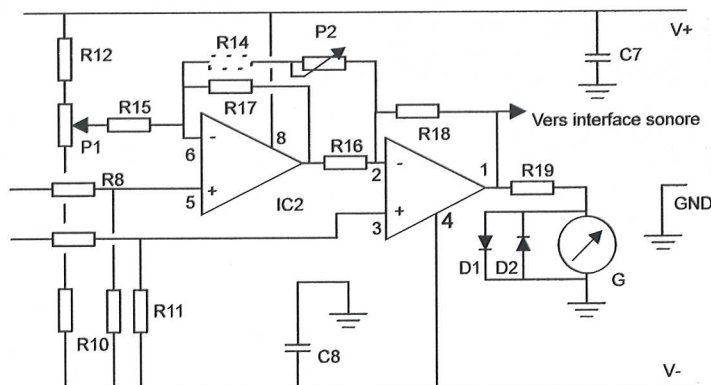 V+
R12
R14
P2
C7
R15
R17
R18
Vers interface sonore
P1
6
-
8
R16
2
-
1
R19
R8
5
+
IC2
3
+
4
GND
D1
D2
G
R10
R11
C8
V-